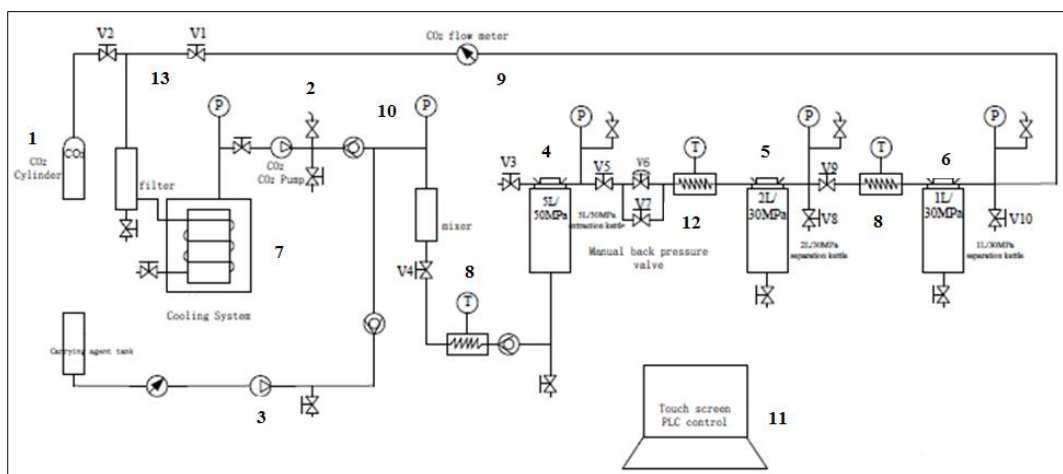 V2
V1
CO₂ flow meter
13
2
9
10
P
P
P
P
P
1
CO₂
CO₂
Cylinder
filter
CO₂
CO₂ Pump
V3
4
V5
V6
T
5
V9
T
6
5L/
50MPa
5L/50MPa
extraction kettle
V7
12
2L/
30MPa
V8
8
1L/
30MPa
V10
Manual back pressure
valve
2L/30MPa
separation kettle
1L/30MPa
separation kettle
mixer
7
V4
8
T
Cooling System
Carrying agent tank
3
Touch screen
PLC control
11